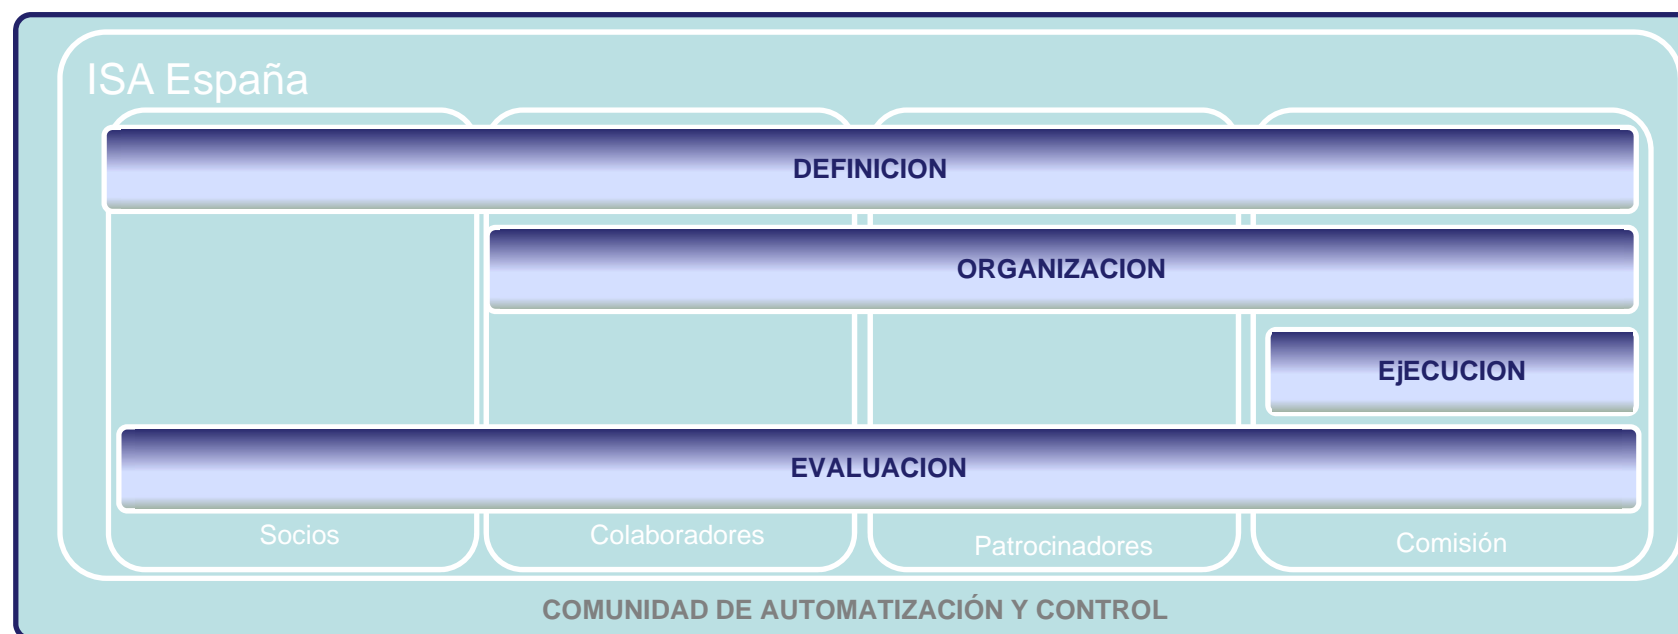 ISA España
DEFINICION
ORGANIZACION
EjECUCION
EVALUACION
Socios
Colaboradores
Patrocinadores
Comisión
COMUNIDAD DE AUTOMATIZACIÓN Y CONTROL